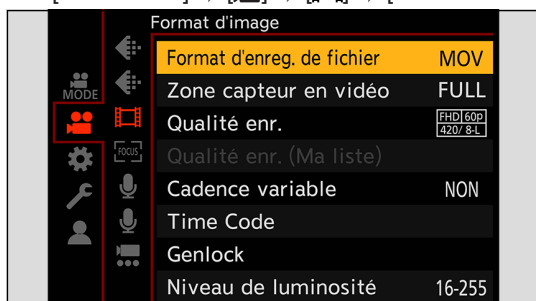 Format d'image
Format d'enreg. de fichier MOV
Zone capteur en vidéo FULL
Qualité enr. FHD 60p 420/8-L
Qualité enr. (Ma liste)
Cadence variable NON
Time Code
Genlock
Niveau de luminosité 16-255
MODE
FOCUS